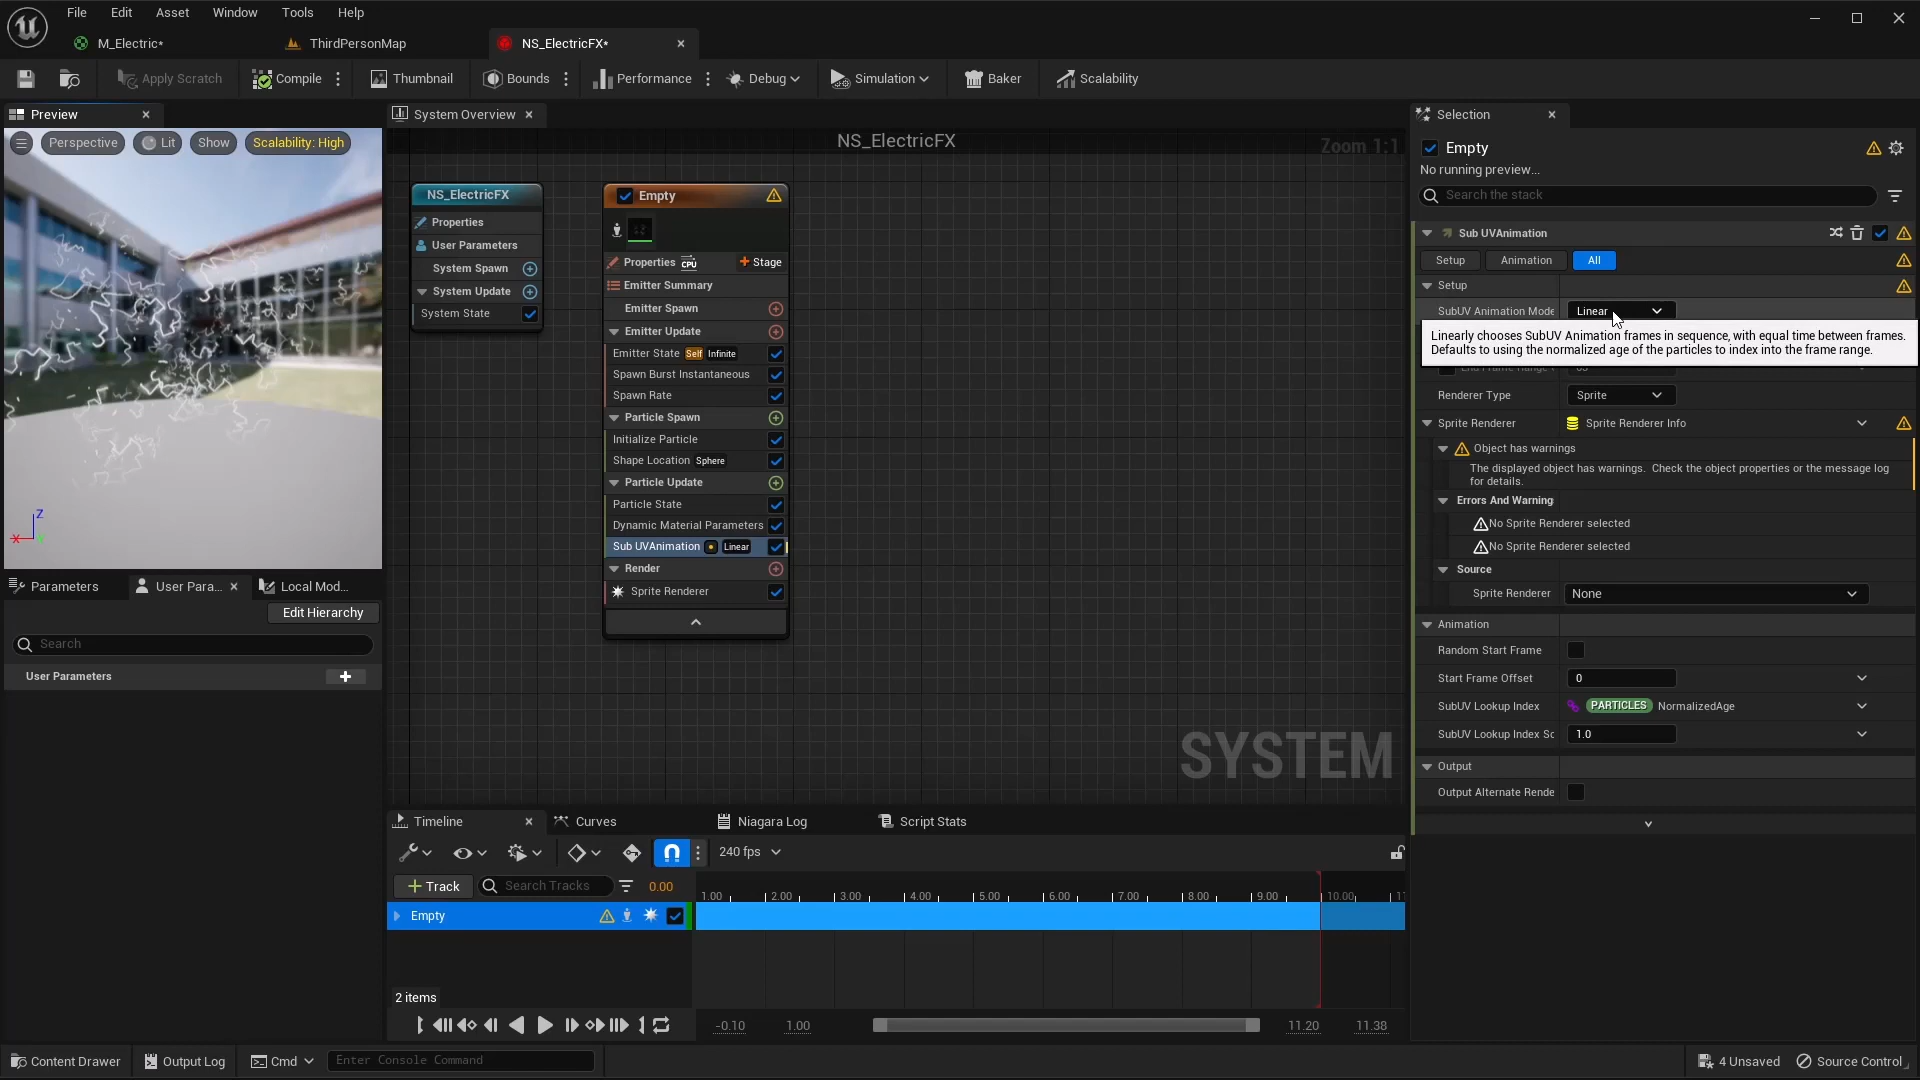 File Edit Asset Window Tools Help
M_Electric* ThirdPersonMap NS_ElectricFX*
Apply Scratch Compile Thumbnail Bounds Performance Debug Simulation Baker Scalability
Preview
Perspective Lit Show Scalability: High
Z
X
Parameters User Para... Local Mod...
Edit Hierarchy
Search
User Parameters
System Overview
NS_ElectricFX
Zoom 1:1
NS_ElectricFX
Properties
User Parameters
System Spawn
System Update
System State
Empty
Properties CPU Stage
Emitter Summary
Emitter Spawn
Emitter Update
Emitter State Self Infinite
Spawn Burst Instantaneous
Spawn Rate
Particle Spawn
Initialize Particle
Shape Location Sphere
Particle Update
Particle State
Dynamic Material Parameters
Sub UVAnimation Linear
Render
Sprite Renderer
SYSTEM
Timeline Curves Niagara Log Script Stats
240 fps
Track Search Tracks 0.00
1.00 2.00 3.00 4.00 5.00 6.00 7.00 8.00 9.00 10.00 11
Empty
2 items
-0.10 1.00 11.20 11.38
Selection
Empty
No running preview...
Search the stack
Sub UVAnimation
Setup Animation All
Setup
SubUV Animation Mode Linear
Linearly chooses SubUV Animation frames in sequence, with equal time between frames.
Defaults to using the normalized age of the particles to index into the frame range.
Renderer Type Sprite
Sprite Renderer Sprite Renderer Info
Object has warnings
The displayed object has warnings. Check the object properties or the message log
for details.
Errors And Warning
No Sprite Renderer selected
No Sprite Renderer selected
Source
Sprite Renderer None
Animation
Random Start Frame
Start Frame Offset 0
SubUV Lookup Index PARTICLES NormalizedAge
SubUV Lookup Index Sc 1.0
Output
Output Alternate Rende
Content Drawer Output Log Cmd Enter Console Command 4 Unsaved Source Control